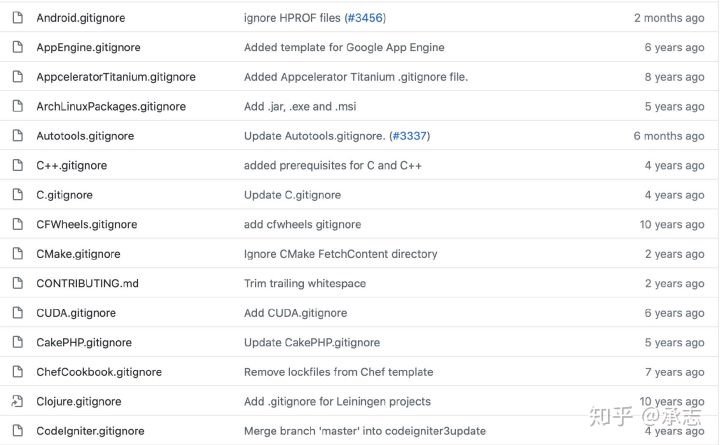 Android.gitignore ignore HPROF files (#3456) 2 months ago
AppEngine.gitignore Added template for Google App Engine 6 years ago
AppceleratorTitanium.gitignore Added Appcelerator Titanium .gitignore file. 8 years ago
ArchLinuxPackages.gitignore Add .jar, .exe and .msi 5 years ago
Autotools.gitignore Update Autotools.gitignore. (#3337) 6 months ago
C++.gitignore added prerequisites for C and C++ 4 years ago
C.gitignore Update C.gitignore 4 years ago
CFWheels.gitignore add cfwheels gitignore 10 years ago
CMake.gitignore Ignore CMake FetchContent directory 2 years ago
CONTRIBUTING.md Trim trailing whitespace 2 years ago
CUDA.gitignore Add CUDA.gitignore 6 years ago
CakePHP.gitignore Update CakePHP.gitignore 5 years ago
ChefCookbook.gitignore Remove lockfiles from Chef template 7 years ago
Clojure.gitignore Add .gitignore for Leiningen projects 10 years ago
知乎 @承志
CodeIgniter.gitignore Merge branch 'master' into codeigniter3update 4 years ago